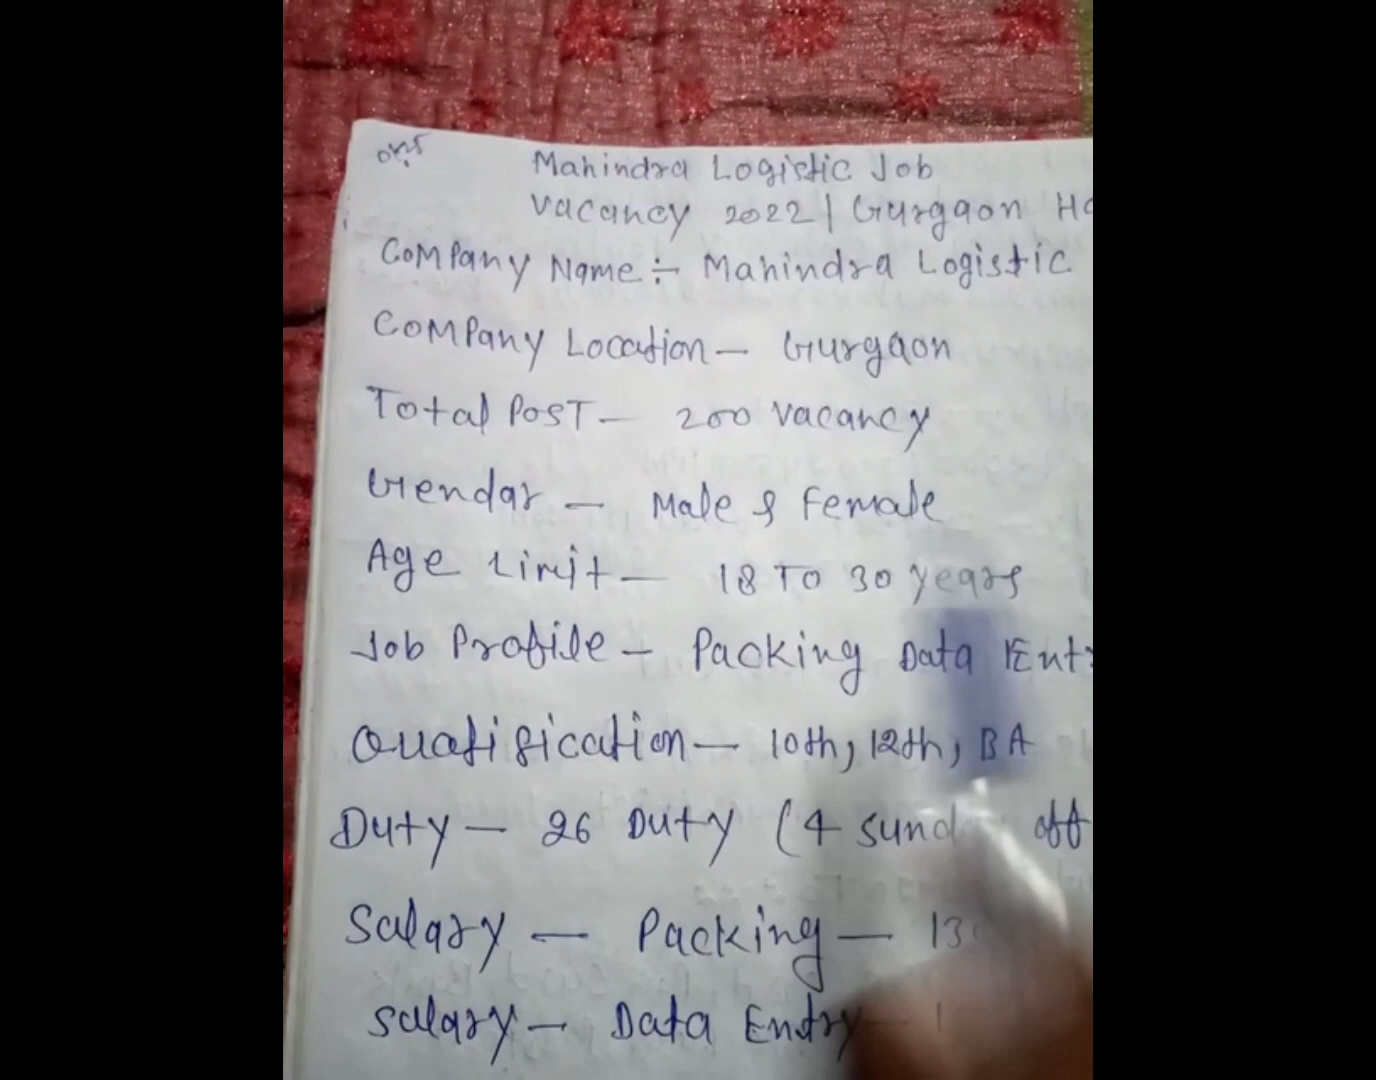 Mahindra Logistic Job
Vacancy 2022 | Gurgaon
Company Name :- Mahindra Logistic
Company Location - Gurgaon
Total Post - 200 Vacancy
Gendar - Male & Female
Age Limit - 18 To 30 years
Job Profile - Packing Data
Qualification - 10th, 12th, BA
Duty - 26 Duty (4 off
Salary - Packing -
Salary - Data Entry -